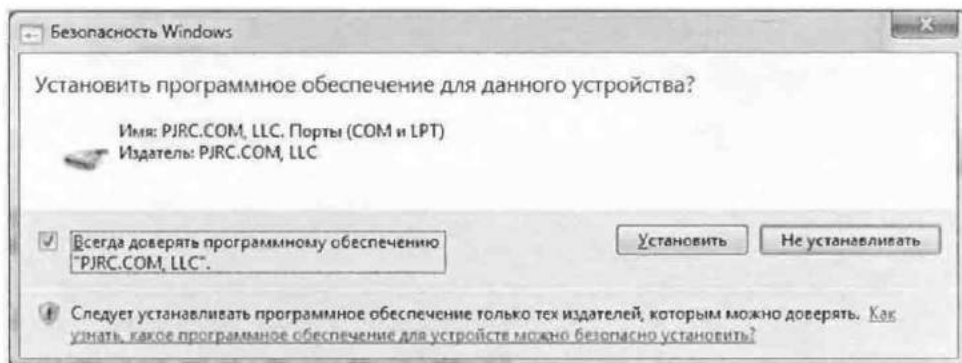 Безопасность Windows
Установить программное обеспечение для данного устройства?
Имя: PJRC.COM, LLC. Порты (COM и LPT)
Издатель: PJRC.COM, LLC
Всегда доверять программному обеспечению
"PJRC.COM, LLC".
Установить
Не устанавливать
Следует устанавливать программное обеспечение только тех издателей, которым можно доверять. Как
узнать, какое программное обеспечение для устройств можно безопасно установить?